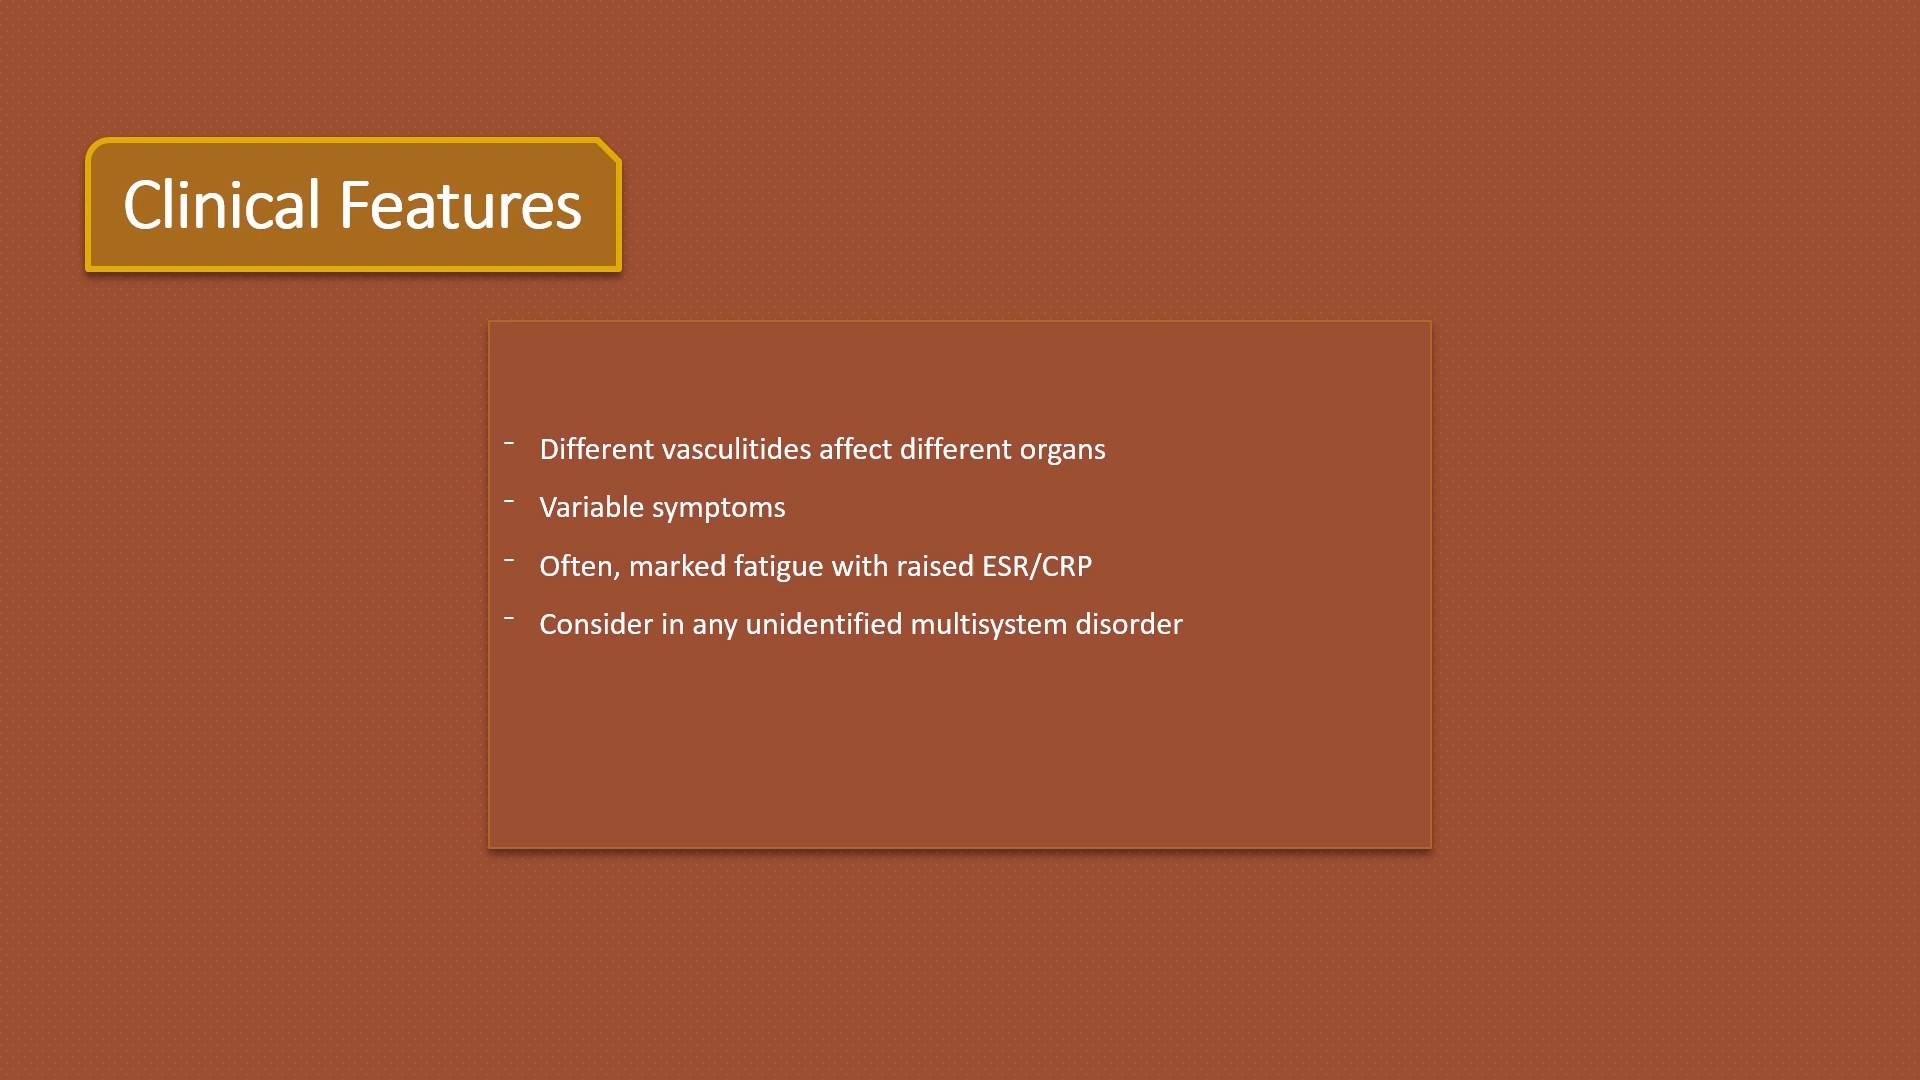 Clinical Features
- Different vasculitides affect different organs
- Variable symptoms
- Often, marked fatigue with raised ESR/CRP
- Consider in any unidentified multisystem disorder